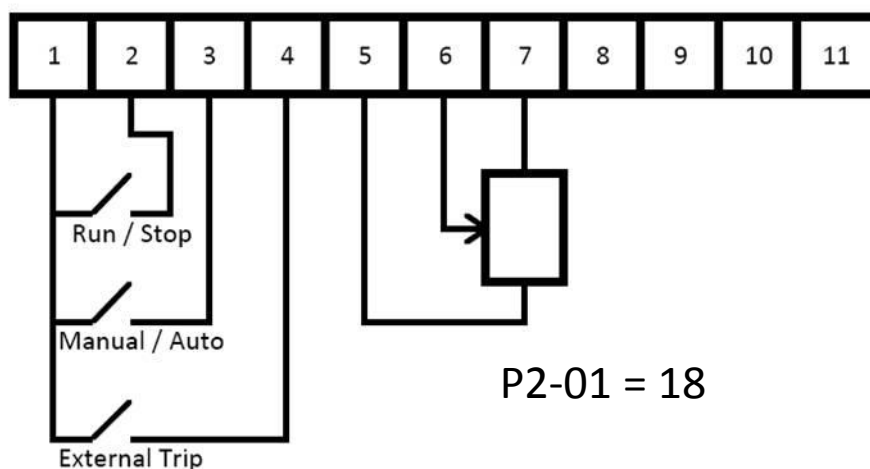 1 2 3 4 5 6 7 8 9 10 11
Run / Stop
Manual / Auto
P2-01 = 18
External Trip